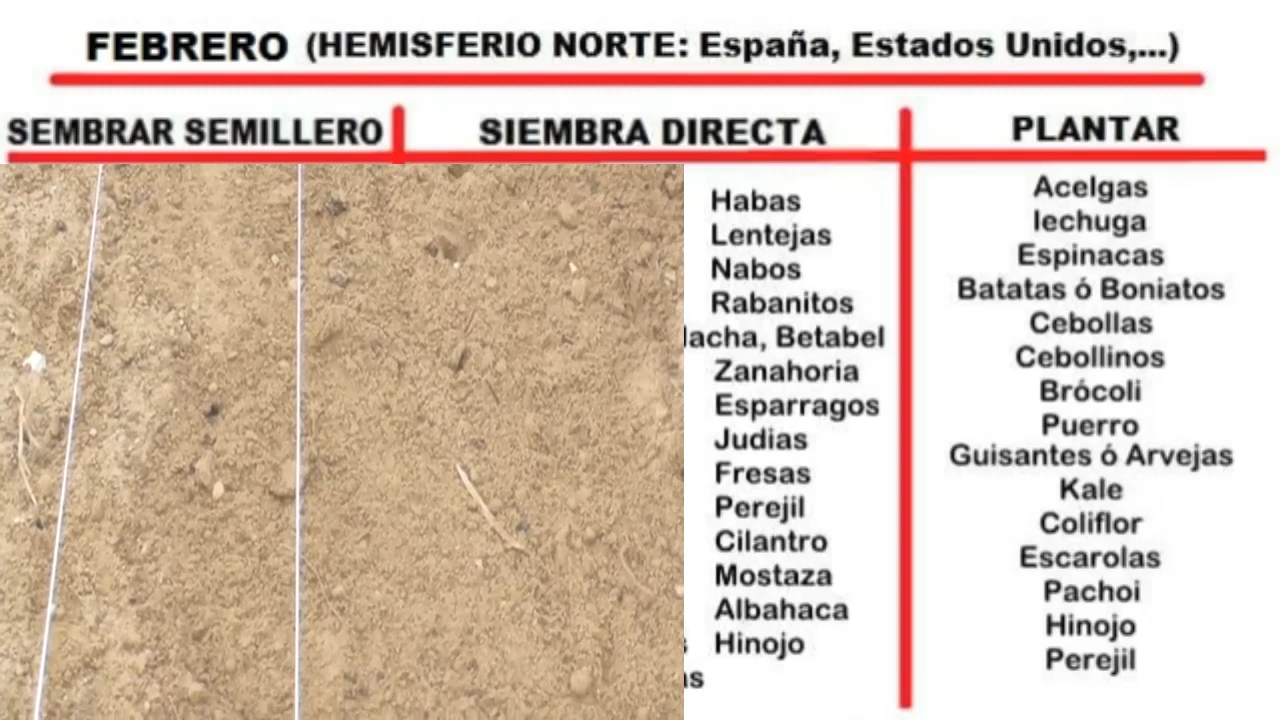 FEBRERO (HEMISFERIO NORTE: España, Estados Unidos,...)
SEMBRAR SEMILLERO
SIEMBRA DIRECTA
PLANTAR
Habas
Lentejas
Nabos
Rabanitos
lacha, Betabel
Zanahoria
Esparragos
Judias
Fresas
Perejil
Cilantro
Mostaza
Albahaca
Hinojo
Acelgas
lechuga
Espinacas
Batatas ó Boniatos
Cebollas
Cebollinos
Brócoli
Puerro
Guisantes ó Arvejas
Kale
Coliflor
Escarolas
Pachoi
Hinojo
Perejil